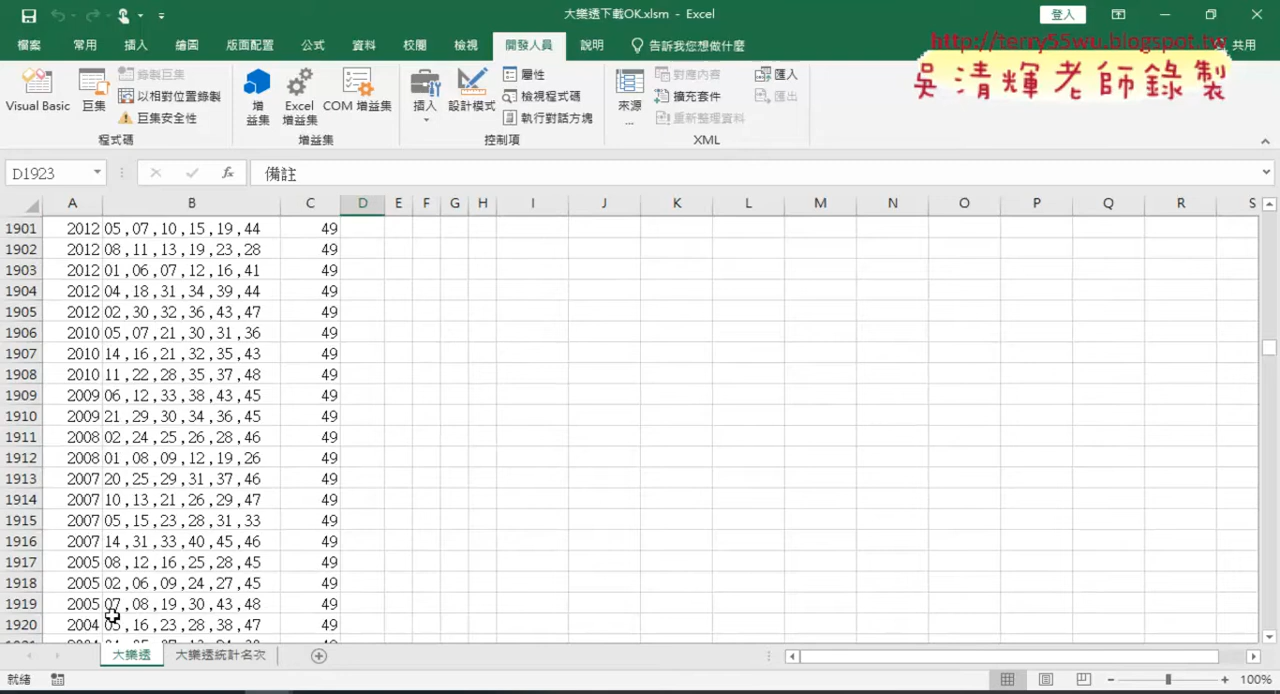 大樂透下載OK.xlsm - Excel
登入
檔案 常用 插入 繪圖 版面配置 公式 資料 校閱 檢視 開發人員 說明 告訴我您想做什麼 共用
http://terry55wu.blogspot.tw
吳清輝老師錄製
Visual Basic 巨集 錄製巨集 以相對位置錄製 巨集安全性 程式碼
增益集 Excel 增益集 COM 增益集 增益集
插入 設計模式 屬性 檢視程式碼 執行對話方塊 控制項
來源... 對應內容 擴充套件 重新整理資料 匯入 匯出 XML
D1923 fx 備註
A B C D E F G H I J K L M N O P Q R S
1901 2012 05 ,07 ,10 ,15 ,19 ,44 49
1902 2012 08 ,11 ,13 ,19 ,23 ,28 49
1903 2012 01 ,06 ,07 ,12 ,16 ,41 49
1904 2012 04 ,18 ,31 ,34 ,39 ,44 49
1905 2012 02 ,30 ,32 ,36 ,43 ,47 49
1906 2010 05 ,07 ,21 ,30 ,31 ,36 49
1907 2010 14 ,16 ,21 ,32 ,35 ,43 49
1908 2010 11 ,22 ,28 ,35 ,37 ,48 49
1909 2009 06 ,12 ,33 ,38 ,43 ,45 49
1910 2009 21 ,29 ,30 ,34 ,36 ,45 49
1911 2008 02 ,24 ,25 ,26 ,28 ,46 49
1912 2008 01 ,08 ,09 ,12 ,19 ,26 49
1913 2007 20 ,25 ,29 ,31 ,37 ,46 49
1914 2007 10 ,13 ,21 ,26 ,29 ,47 49
1915 2007 05 ,15 ,23 ,28 ,31 ,33 49
1916 2007 14 ,31 ,33 ,40 ,45 ,46 49
1917 2005 08 ,12 ,16 ,25 ,28 ,45 49
1918 2005 02 ,06 ,09 ,24 ,27 ,45 49
1919 2005 07 ,08 ,19 ,30 ,43 ,48 49
1920 2004 05 ,16 ,23 ,28 ,38 ,47 49
大樂透 大樂透統計名次
就緒 100%